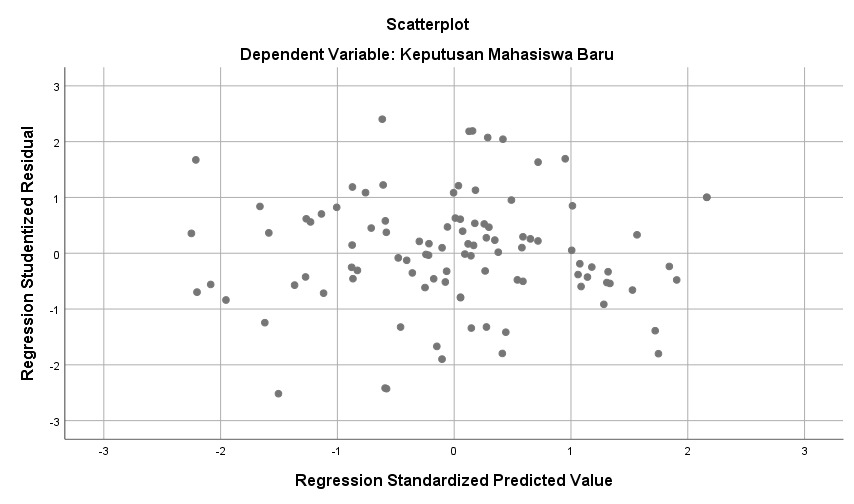 Scatterplot
Dependent Variable: Keputusan Mahasiswa Baru
Regression Studentized Residual
3
2
1
0
-1
-2
-3
-3 -2 -1 0 1 2 3
Regression Standardized Predicted Value